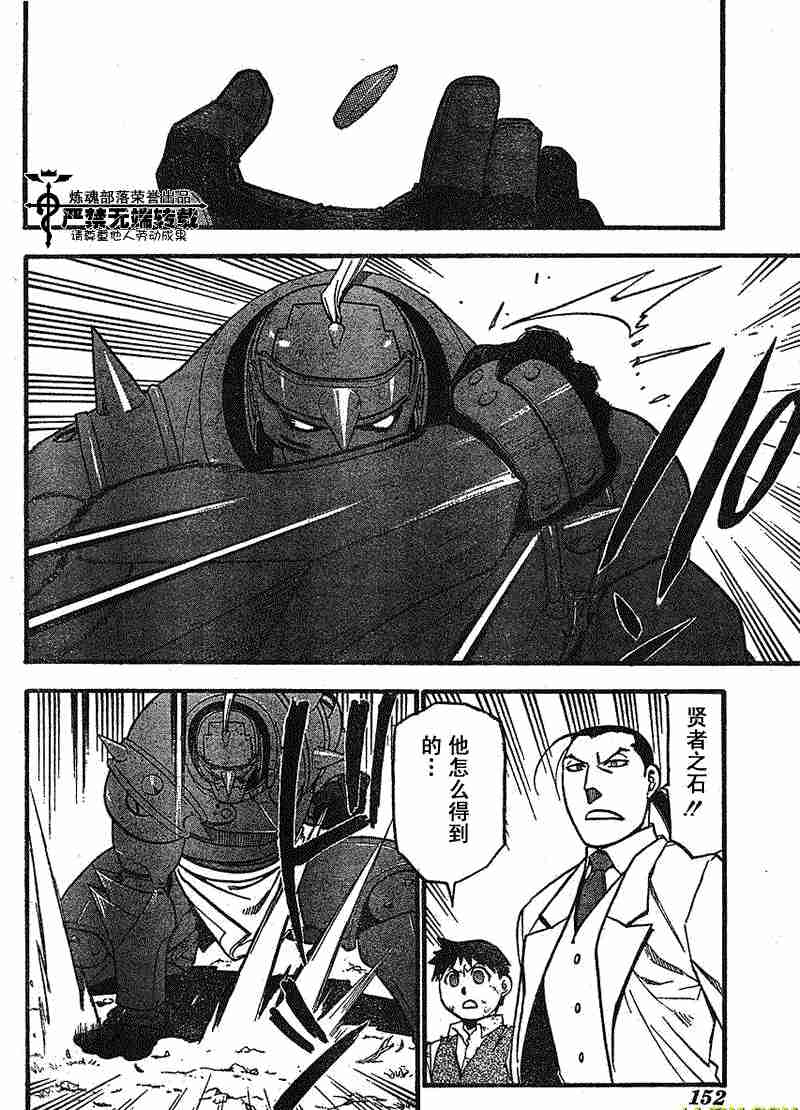 炼魂部落荣誉出品
严禁无端转载
请尊重他人劳动成果
贤者之石!!
他怎么得到
的…
152